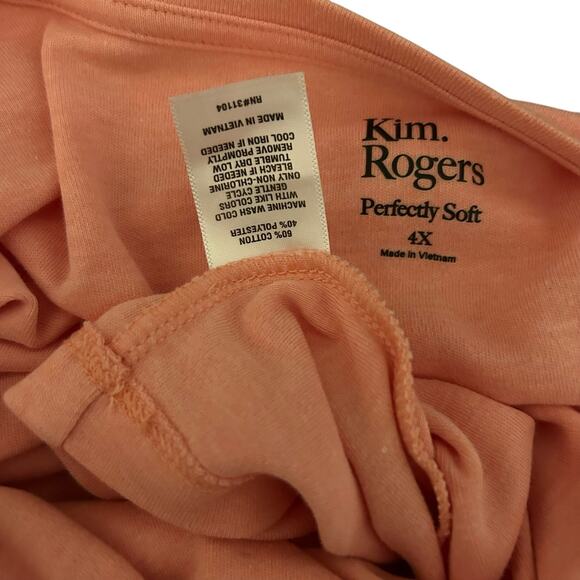 Kim.
Rogers
Perfectly Soft
4X
Made in Vietnam
60% COTTON
40% POLYESTER
MACHINE WASH COLD
WITH LIKE COLORS
GENTLE CYCLE
ONLY NON-CHLORINE
BLEACH IF NEEDED
TUMBLE DRY LOW
REMOVE PROMPTLY
COOL IRON IF NEEDED
MADE IN VIETNAM
RN#31104